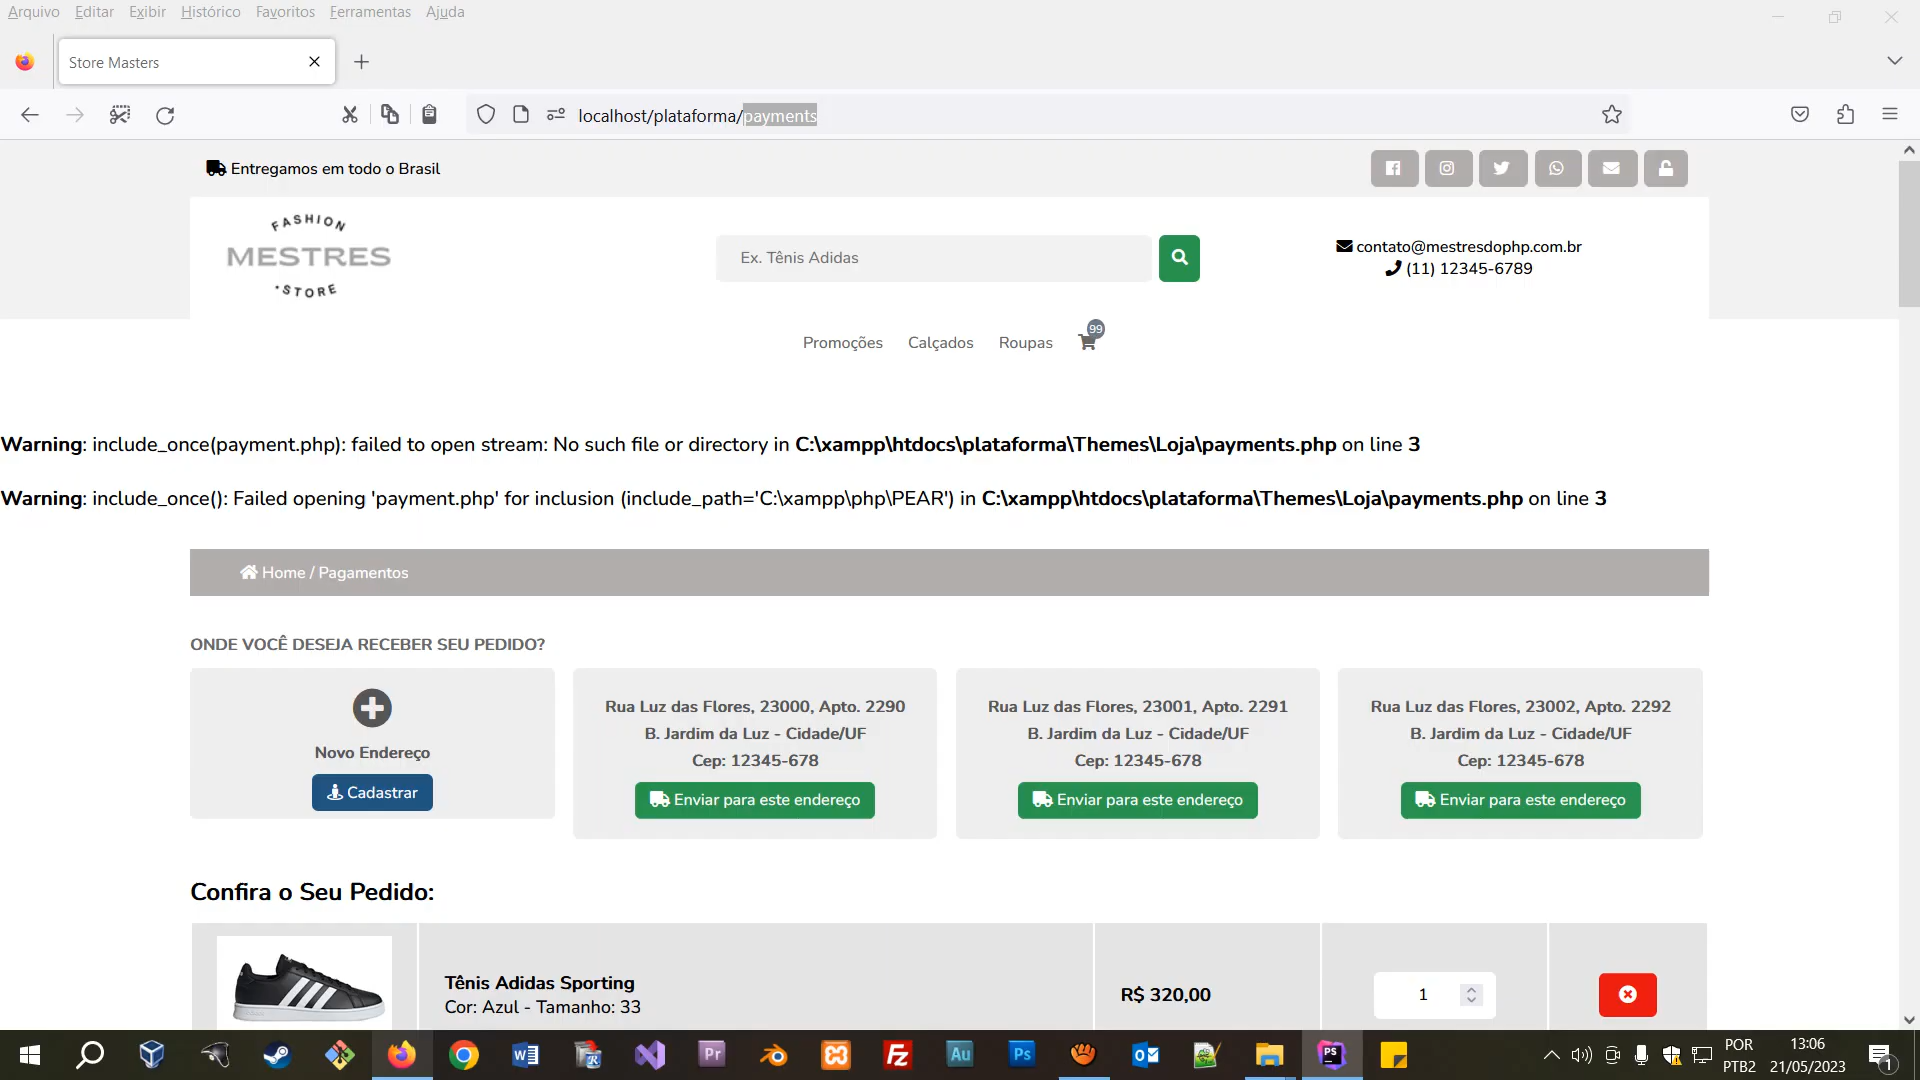 Arquivo Editar Exibir Histórico Favoritos Ferramentas Ajuda
Store Masters
localhost/plataforma/payments
Entregamos em todo o Brasil
FASHION
MESTRES
•STORE
Ex. Tênis Adidas
contato@mestresdophp.com.br
(11) 12345-6789
Promoções Calçados Roupas 99
Warning: include_once(payment.php): failed to open stream: No such file or directory in C:\xampp\htdocs\plataforma\Themes\Loja\payments.php on line 3
Warning: include_once(): Failed opening 'payment.php' for inclusion (include_path='C:\xampp\php\PEAR') in C:\xampp\htdocs\plataforma\Themes\Loja\payments.php on line 3
Home / Pagamentos
ONDE VOCÊ DESEJA RECEBER SEU PEDIDO?
Novo Endereço
Cadastrar
Rua Luz das Flores, 23000, Apto. 2290
B. Jardim da Luz - Cidade/UF
Cep: 12345-678
Enviar para este endereço
Rua Luz das Flores, 23001, Apto. 2291
B. Jardim da Luz - Cidade/UF
Cep: 12345-678
Enviar para este endereço
Rua Luz das Flores, 23002, Apto. 2292
B. Jardim da Luz - Cidade/UF
Cep: 12345-678
Enviar para este endereço
Confira o Seu Pedido:
Tênis Adidas Sporting
Cor: Azul - Tamanho: 33
R$ 320,00
1
Pr
Fz
Au
Ps
PS
POR
PTB2
13:06
21/05/2023
1